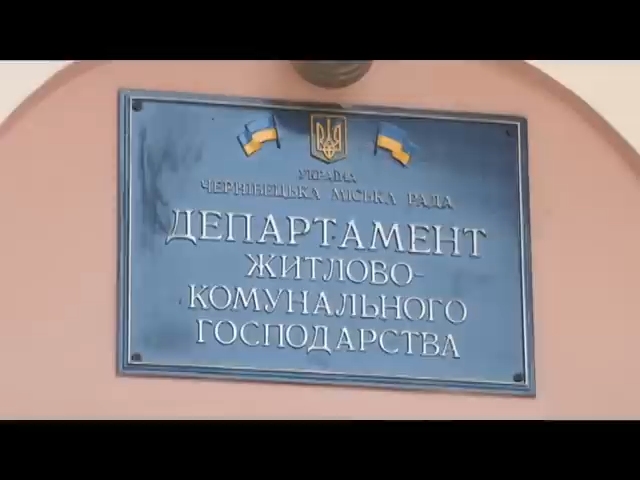 УКРАЇНА
ЧЕРНІВЕЦЬКА МІСЬКА РАДА
ДЕПАРТАМЕНТ
ЖИТЛОВО-
КОМУНАЛЬНОГО
ГОСПОДАРСТВА